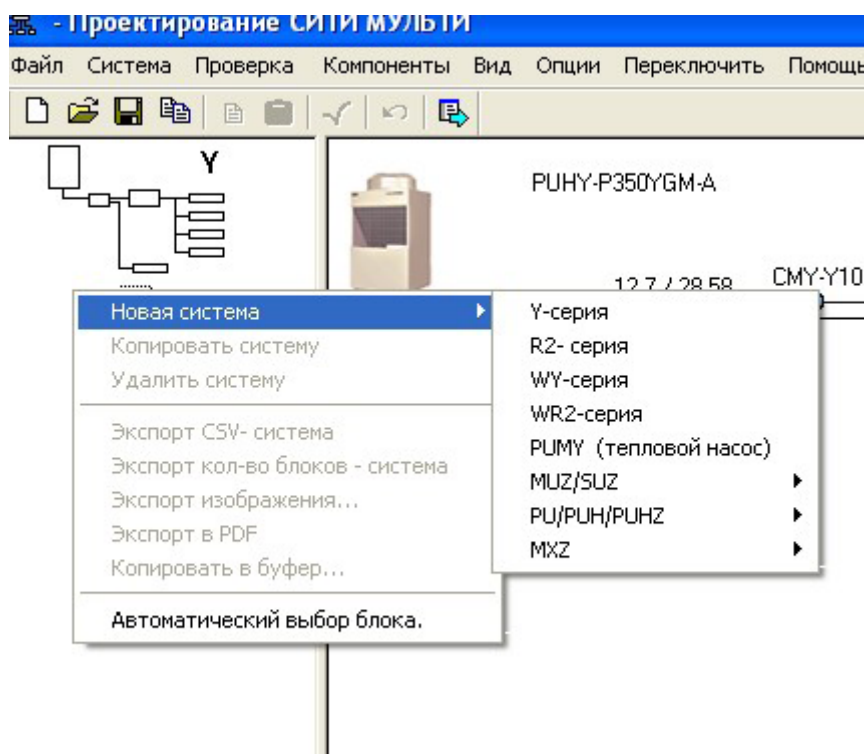 - Проектирование СИТИ МУЛЬТИ
Файл Система Проверка Компоненты Вид Опции Переключить Помощь
Y
PUHY-P350YGM-A
12.7 / 28.58
CMY-Y10
Новая система
Копировать систему
Удалить систему
Экспорт CSV- система
Экспорт кол-во блоков - система
Экспорт изображения...
Экспорт в PDF
Копировать в буфер...
Автоматический выбор блока.
Y-серия
R2- серия
WY-серия
WR2-серия
PUMY (тепловой насос)
MUZ/SUZ
PU/PUH/PUHZ
MXZ